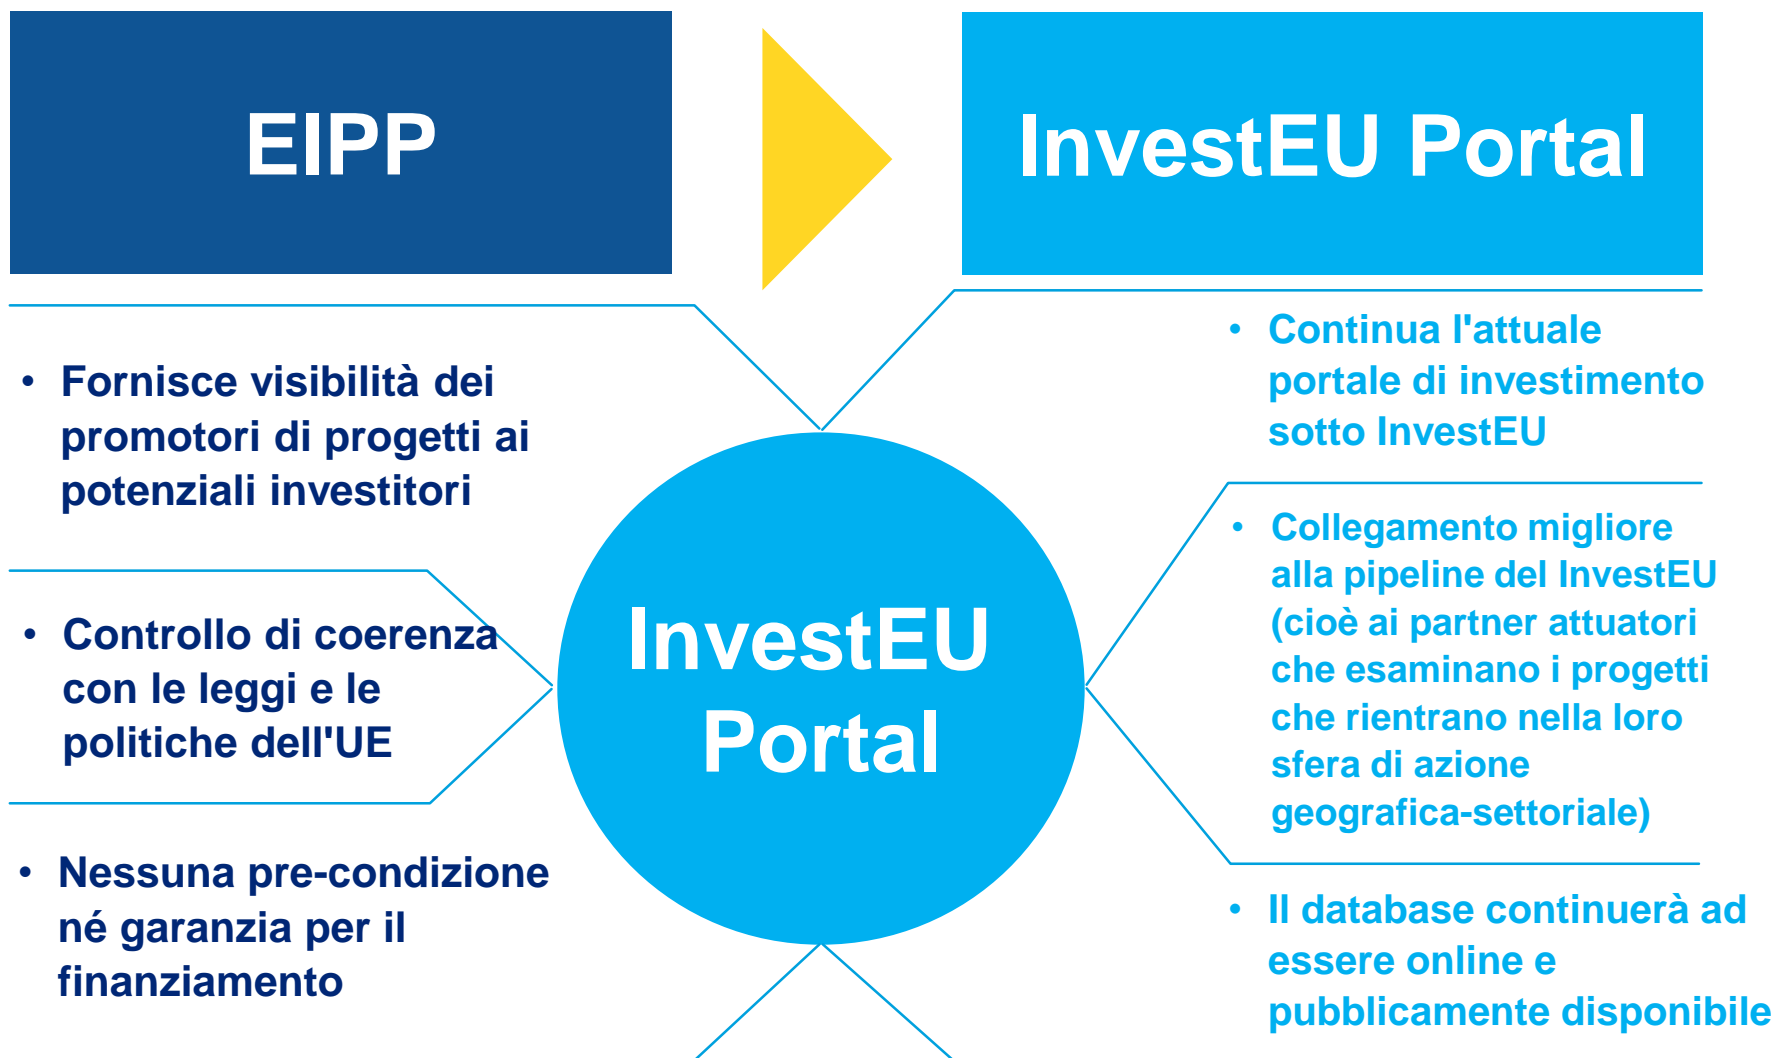 EIPP
InvestEU Portal
• Fornisce visibilità dei
promotori di progetti ai
potenziali investitori
• Controllo di coerenza
con le leggi e le
politiche dell'UE
• Nessuna pre-condizione
né garanzia per il
finanziamento
InvestEU
Portal
• Continua l'attuale
portale di investimento
sotto InvestEU
• Collegamento migliore
alla pipeline del InvestEU
(cioè ai partner attuatori
che esaminano i progetti
che rientrano nella loro
sfera di azione
geografica-settoriale)
• Il database continuerà ad
essere online e
pubblicamente disponibile